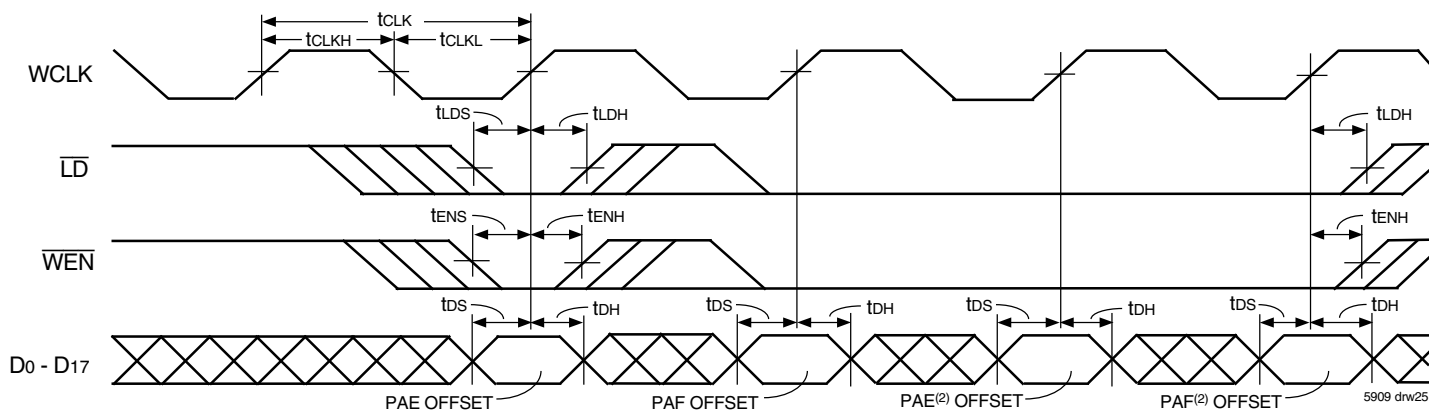 tCLK
tCLKH tCLKL
WCLK
tLDS tLDH tLDH
LD
tENS tENH tENH
WEN
tDS tDH tDS tDH tDS tDH tDS tDH
D0 - D17
PAE OFFSET PAF OFFSET PAE(2) OFFSET PAF(2) OFFSET 5909 drw25